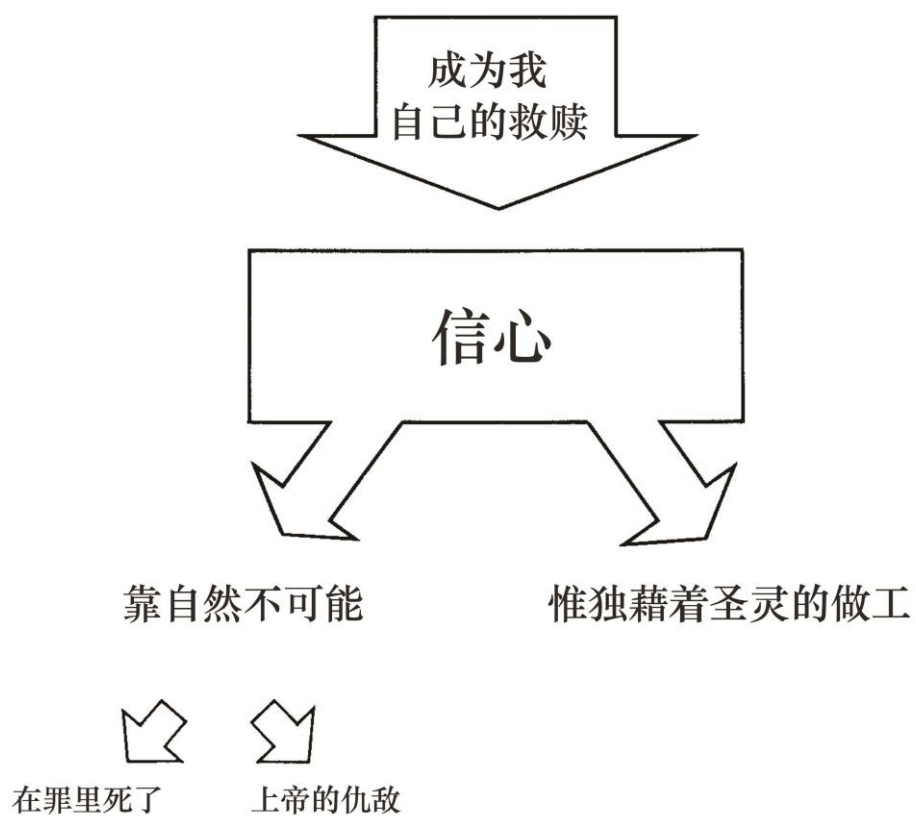 成为我
自己的救赎
信心
靠自然不可能
惟独藉着圣灵的做工
在罪里死了
上帝的仇敌